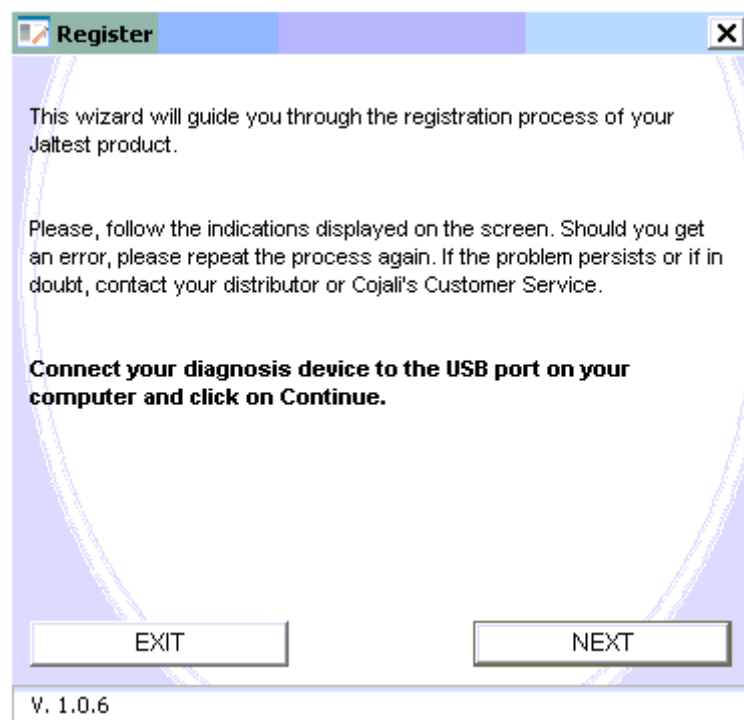 Register
This wizard will guide you through the registration process of your
Jaltest product.
Please, follow the indications displayed on the screen. Should you get
an error, please repeat the process again. If the problem persists or if in
doubt, contact your distributor or Cojali's Customer Service.
Connect your diagnosis device to the USB port on your
computer and click on Continue.
EXIT NEXT
V. 1.0.6